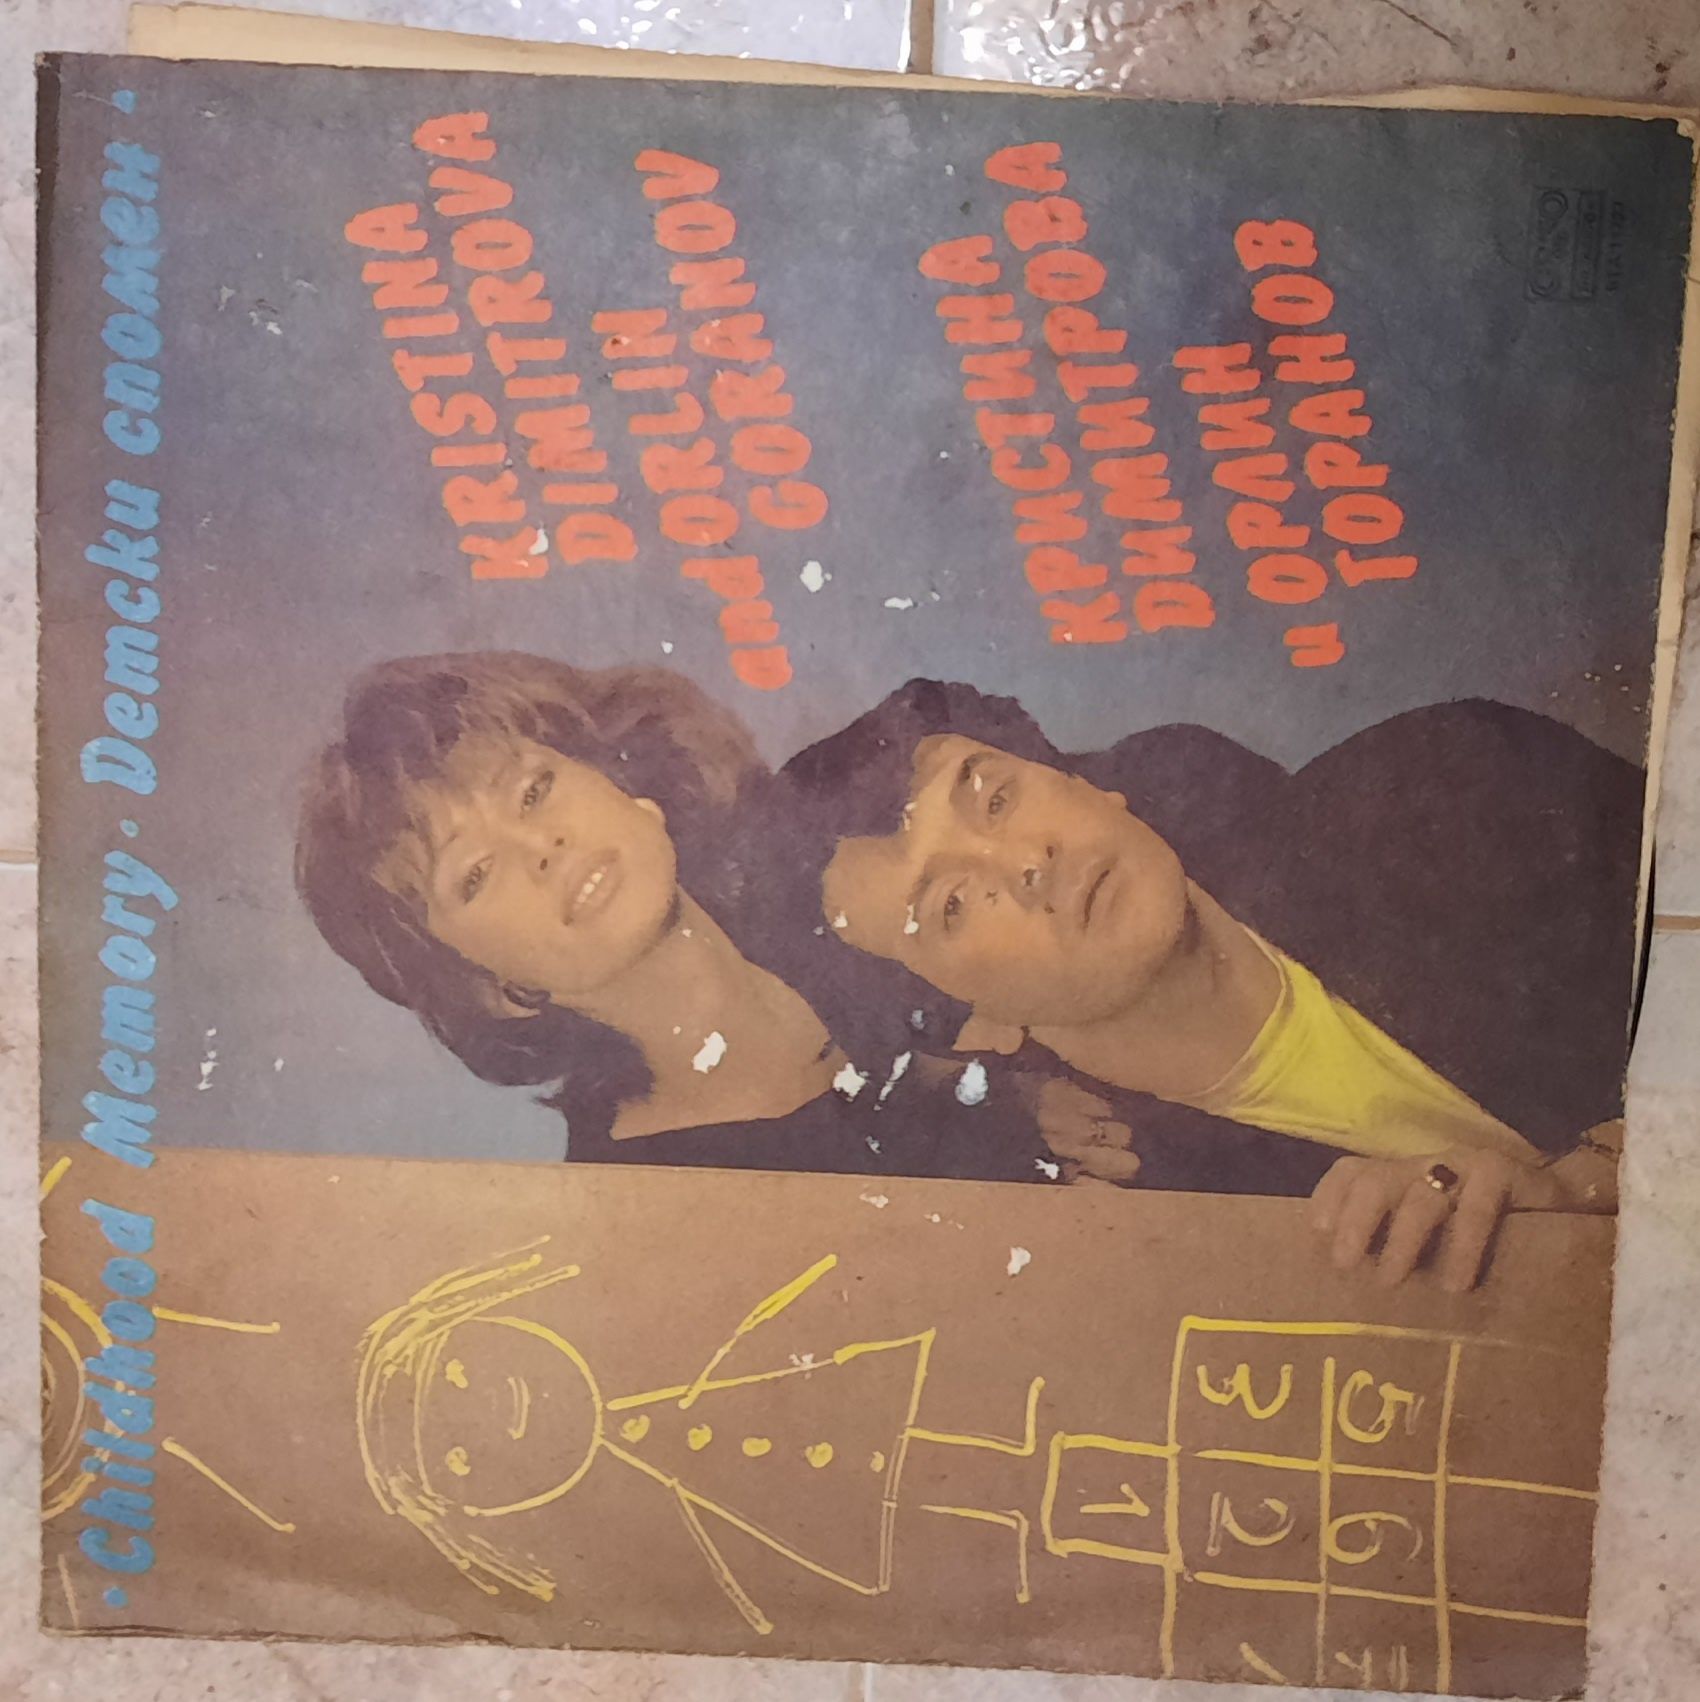 · Childhood Memory · Детски спомен ·
KRISTINA
DIMITROVA
and ORLIN
GORANOV
КРИСТИНА
ДИМИТРОВА
и ОРЛИН
ГОРАНОВ
1
3 2
5 6